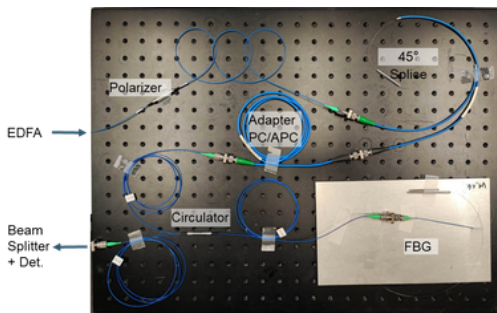 45°
Splice
Polarizer
EDFA
Adapter
PC/APC
Circulator
Beam
Splitter
+ Det.
FBG